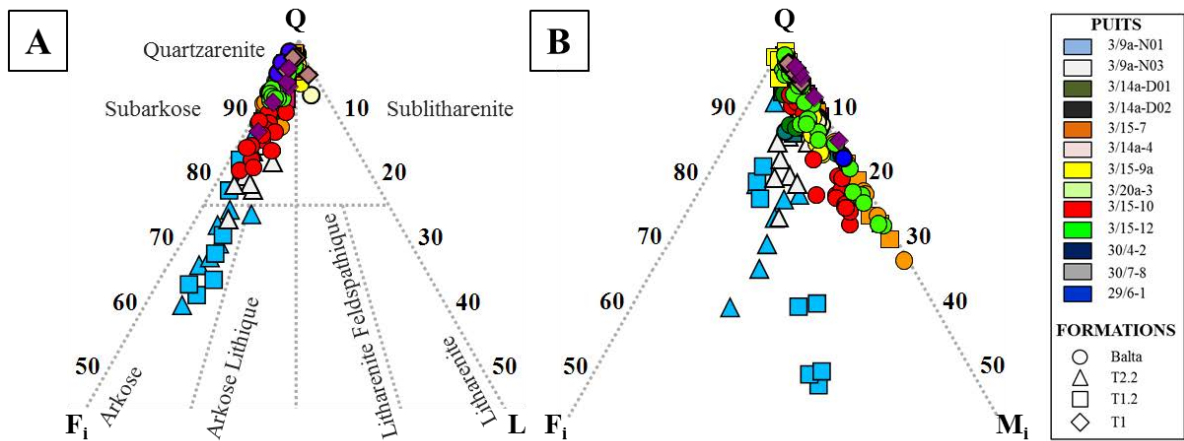 A
Q
Quartzarenite
Subarkose
Sublitharenite
90
10
80
20
70
30
60
40
50
50
Arkose
Arkose Lithique
Litharenite Feldspathique
Litharenite
Fi
L
B
Q
90
10
80
20
70
30
60
40
50
50
Fi
Mi
PUITS
3/9a-N01
3/9a-N03
3/14a-D01
3/14a-D02
3/15-7
3/14a-4
3/15-9a
3/20a-3
3/15-10
3/15-12
30/4-2
30/7-8
29/6-1
FORMATIONS
Balta
T2.2
T1.2
T1